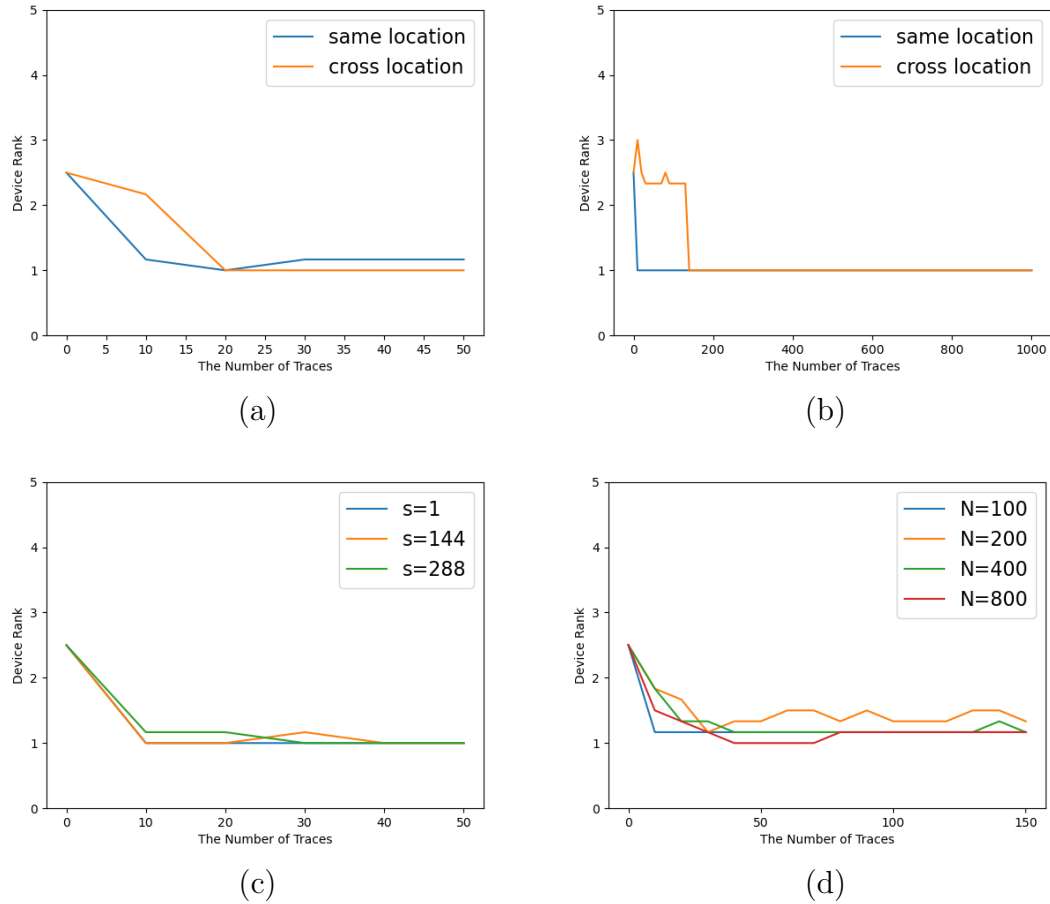 5
4
3
2
1
0
Device Rank
same location
cross location
0 5 10 15 20 25 30 35 40 45 50
The Number of Traces
(a)
5
4
3
2
1
0
Device Rank
same location
cross location
0 200 400 600 800 1000
The Number of Traces
(b)
5
4
3
2
1
0
Device Rank
s=1
s=144
s=288
0 10 20 30 40 50
The Number of Traces
(c)
5
4
3
2
1
0
Device Rank
N=100
N=200
N=400
N=800
0 50 100 150
The Number of Traces
(d)